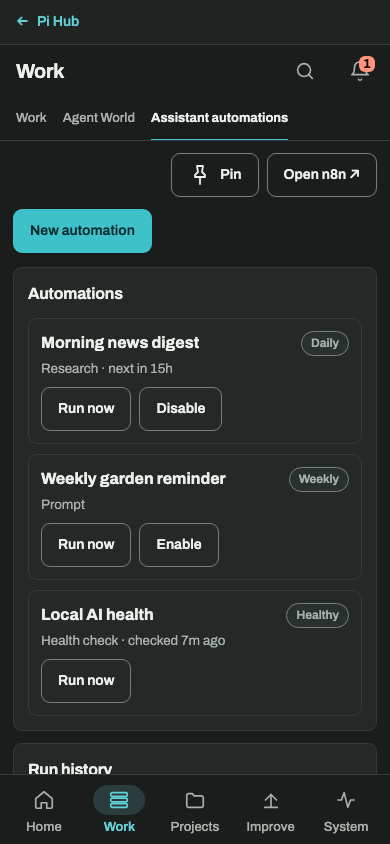 ← Pi Hub
Work
1
Work Agent World Assistant automations
Pin Open n8n ↗
New automation
Automations
Morning news digest Daily
Research · next in 15h
Run now Disable
Weekly garden reminder Weekly
Prompt
Run now Enable
Local AI health Healthy
Health check · checked 7m ago
Run now
Run history
Home Work Projects Improve System